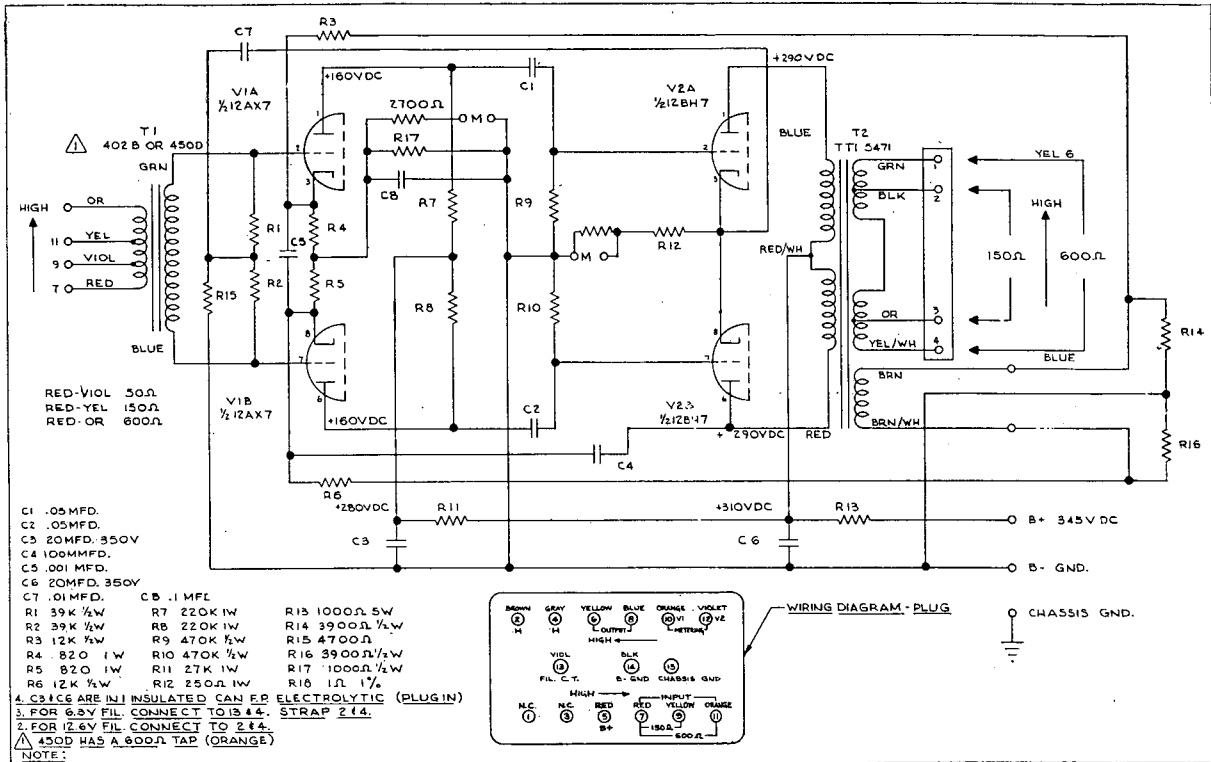 R3
C7
+290VDC
+160VDC
C1
V1A
½12AX7
V2A
½12BH7
2700Ω
M
BLUE
T1
402B OR 450D
R17
T2
TTI 5471
GRN
GRN
1
YEL 6
BLK
2
C8
HIGH
OR
R1
R4
R7
R9
HIGH
11
YEL
C5
R12
RED/WH
150Ω
600Ω
9
VIOL
M
7
RED
R2
R5
R15
R8
R10
OR
3
YEL/WH
4
R14
BLUE
BLUE
RED-VIOL 50Ω
RED-YEL 150Ω
RED-OR 600Ω
V1B
½12AX7
+160VDC
C2
V2B
½12BH7
+290VDC
RED
BRN
BRN/WH
C4
R16
R6
+280VDC
R11
+310VDC
R13
B+ 345VDC
C3
C6
B- GND.
CHASSIS GND.
C1 .05MFD.
C2 .05MFD.
C3 20MFD. 350V
C4 100MMFD.
C5 .001 MFD.
C6 20MFD. 350V
C7 .01MFD. C8 .1 MFD
R1 39K ½W R7 220K 1W R13 1000Ω 5W
R2 39K ½W R8 220K 1W R14 3900Ω ½W
R3 12K ½W R9 470K ½W R15 4700Ω
R4 820 1W R10 470K ½W R16 3900Ω ½W
R5 820 1W R11 27K 1W R17 1000Ω ½W
R6 12K ½W R12 250Ω 1W R18 1Ω 1%
4. C3 & C6 ARE IN 1 INSULATED CAN F.P. ELECTROLYTIC (PLUG IN)
3. FOR 6.3V FIL. CONNECT TO 13 & 4. STRAP 2 & 4.
2. FOR 12.6V FIL. CONNECT TO 2 & 4.
1 450D HAS A 600Ω TAP (ORANGE)
NOTE:
WIRING DIAGRAM - PLUG
BROWN GRAY YELLOW BLUE ORANGE VIOLET
2 4 6 8 10 V1 12 V2
H H OUTPUT METERING
HIGH
VIOL BLK
13 14 15
FIL. C.T. B- GND CHASSIS GND
HIGH INPUT
N.C. N.C. RED RED YELLOW ORANGE
1 3 5 7 9 11
B+ 150Ω
600Ω